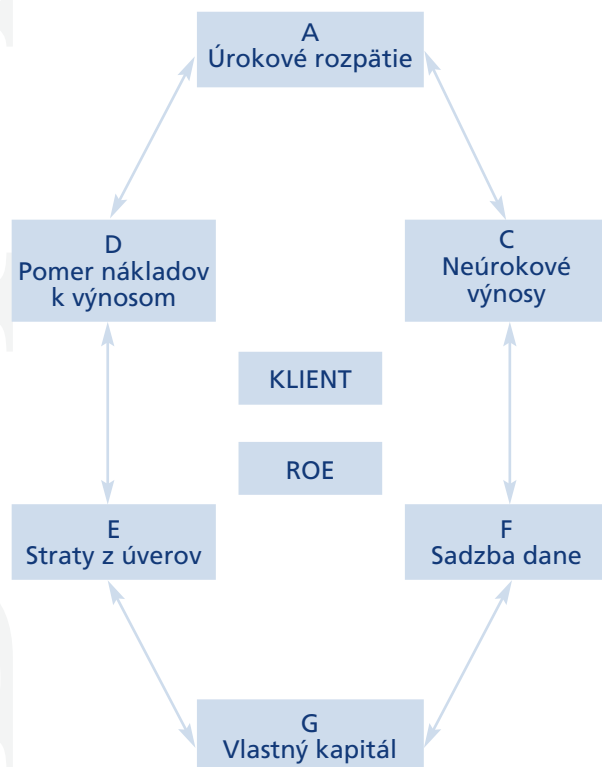 A
Úrokové rozpätie
D
Pomer nákladov
k výnosom
C
Neúrokové
výnosy
KLIENT
ROE
E
Straty z úverov
F
Sadzba dane
G
Vlastný kapitál